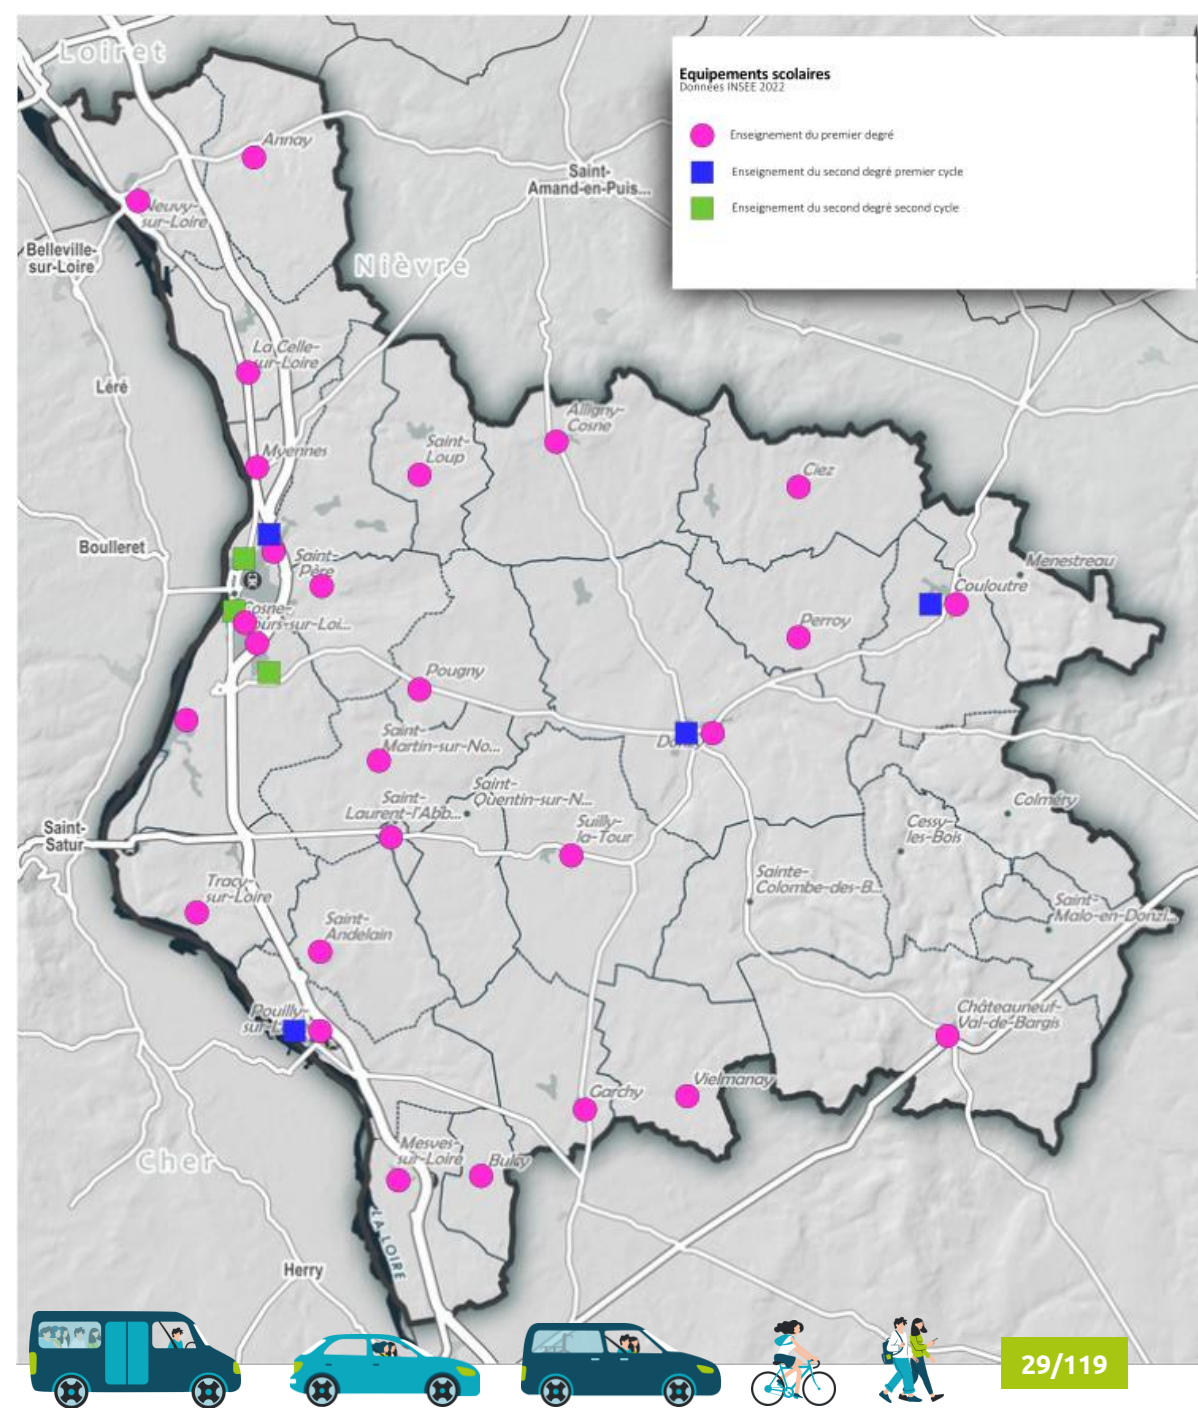 Loiret
Equipements scolaires
Données INSEE 2022
Enseignement du premier degré
Enseignement du second degré premier cycle
Enseignement du second degré second cycle
Annay
Saint-
Amand-en-Puis...
Neuvy-
sur-Loire
Belleville-
sur-Loire
Nièvre
La Celle-
sur-Loire
Léré
Alligny-
Cosne
Myennes
Saint-
Loup
Ciez
Boulleret
Saint-
Père
Menestreau
Couloutre
Cosne-
Cours-sur-Loi...
Perroy
Pougny
Saint-
Martin-sur-No...
Donzy
Saint-
Quentin-sur-N...
Saint-
Laurent-l'Abb...
Colméry
Saint-
Satur
Suilly-
la-Tour
Cessy-
les-Bois
Sainte-
Colombe-des-B...
Tracy-
sur-Loire
Saint-
Malo-en-Donzi...
Saint-
Andelain
Pouilly-
sur-L
Châteauneuf-
Val-de-Bargis
Vielmanay
Garchy
Mesves-
sur-Loire
Bulcy
Cher
LA LOIRE
Herry
29/119